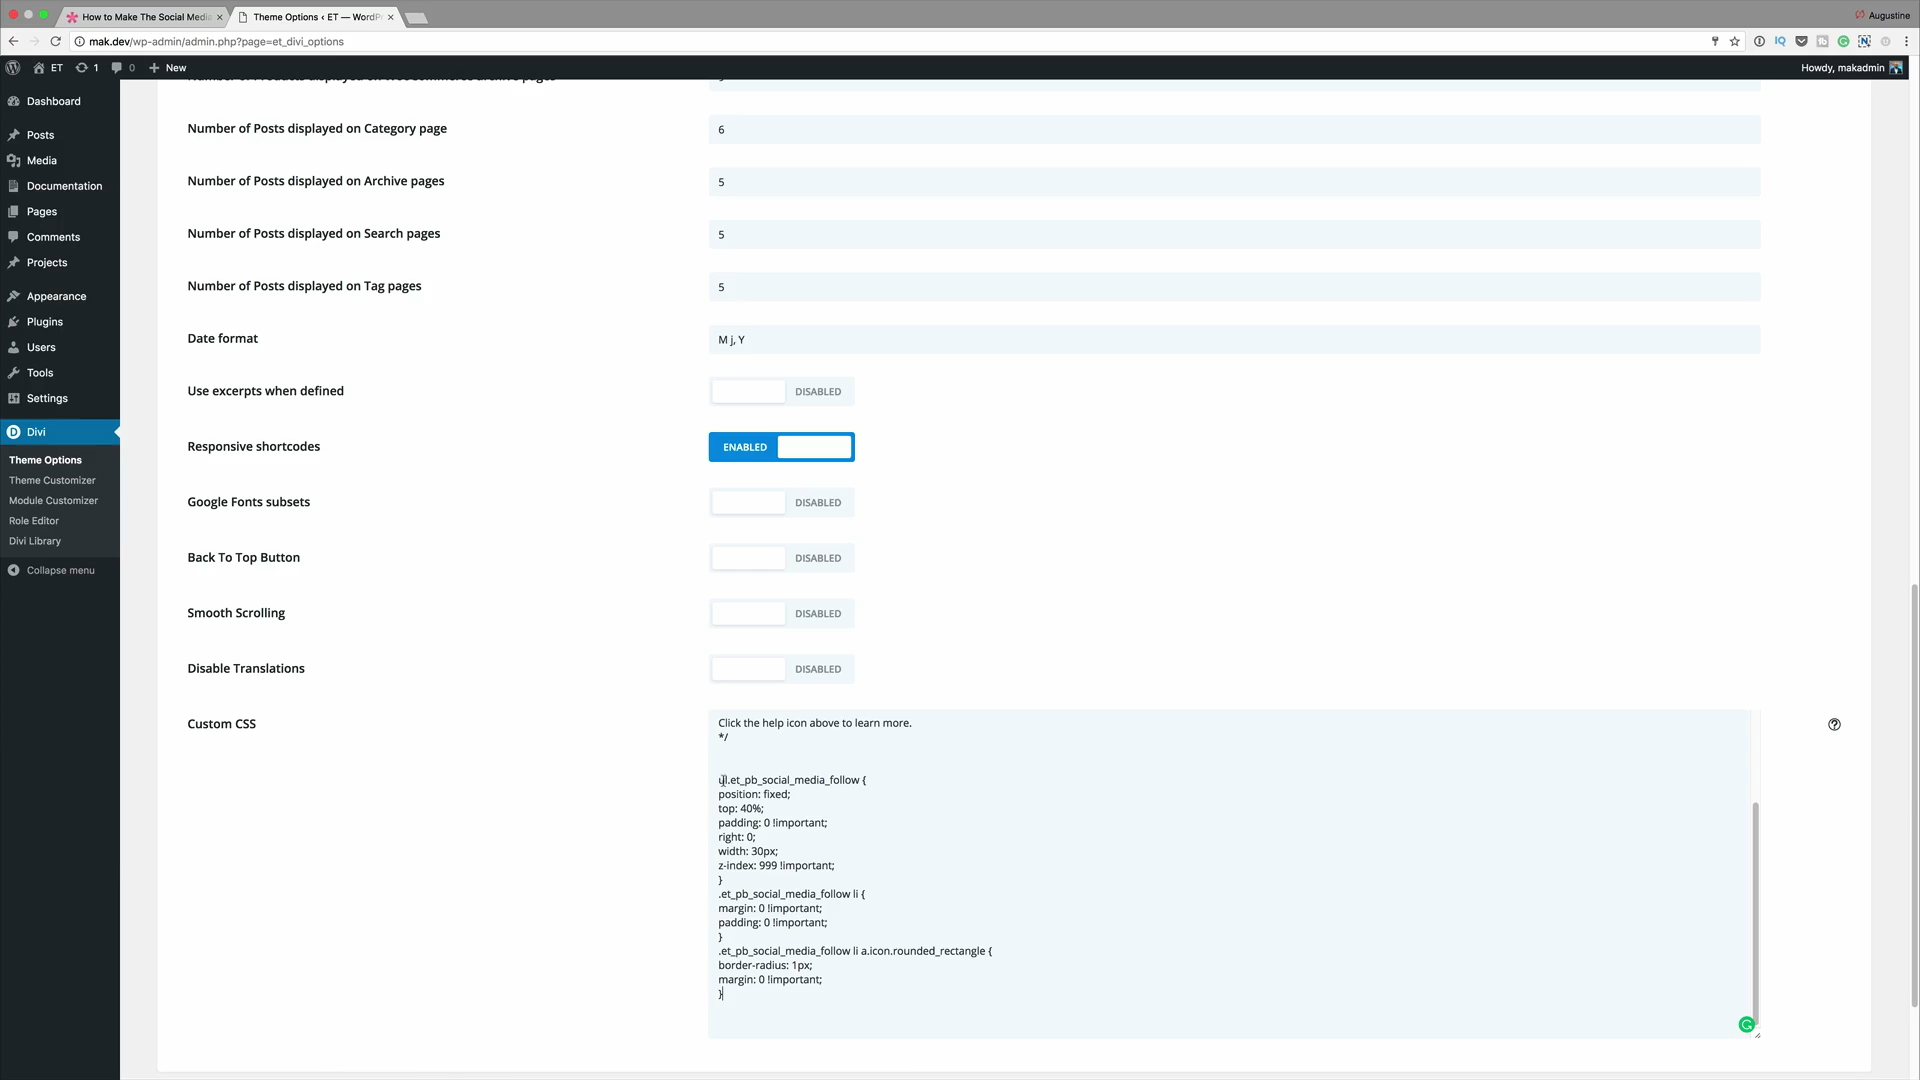 How to Make The Social Media
Theme Options ‹ ET — WordPr
Augustine
mak.dev/wp-admin/admin.php?page=et_divi_options
ET
1
0
New
Howdy, makadmin
Dashboard
Posts
Media
Documentation
Pages
Comments
Projects
Appearance
Plugins
Users
Tools
Settings
Divi
Theme Options
Theme Customizer
Module Customizer
Role Editor
Divi Library
Collapse menu
Number of Products displayed on WooCommerce archive pages
Number of Posts displayed on Category page
6
Number of Posts displayed on Archive pages
5
Number of Posts displayed on Search pages
5
Number of Posts displayed on Tag pages
5
Date format
M j, Y
Use excerpts when defined
DISABLED
Responsive shortcodes
ENABLED
Google Fonts subsets
DISABLED
Back To Top Button
DISABLED
Smooth Scrolling
DISABLED
Disable Translations
DISABLED
Custom CSS
Click the help icon above to learn more.
*/
ul.et_pb_social_media_follow {
position: fixed;
top: 40%;
padding: 0 !important;
right: 0;
width: 30px;
z-index: 999 !important;
}
.et_pb_social_media_follow li {
margin: 0 !important;
padding: 0 !important;
}
.et_pb_social_media_follow li a.icon.rounded_rectangle {
border-radius: 1px;
margin: 0 !important;
}